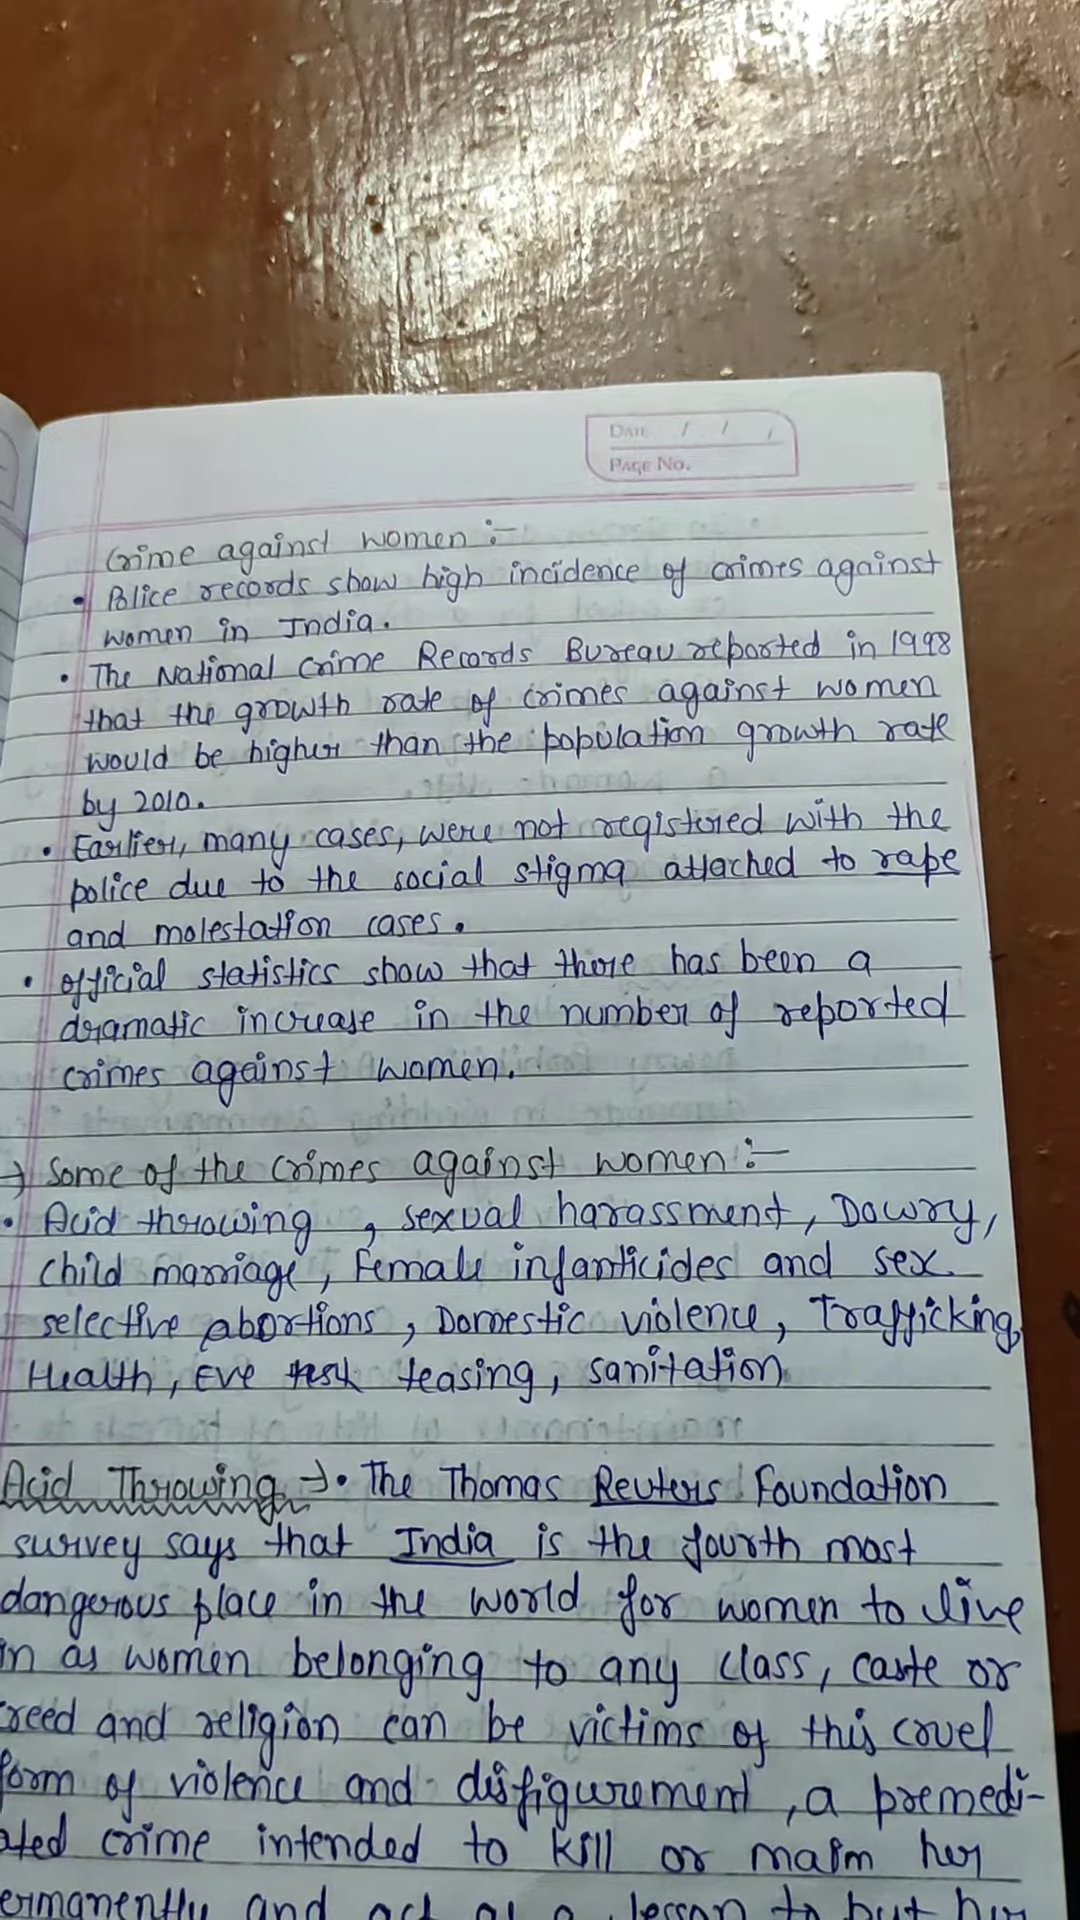 DATE / / /
PAGE No.
Crime against women :-
• Police records show high incidence of crimes against
women in India.
• The National Crime Records Bureau reported in 1998
that the growth rate of crimes against women
would be higher than the population growth rate
by 2010.
• Earlier, many cases, were not registered with the
police due to the social stigma attached to rape
and molestation cases.
• official statistics show that there has been a
dramatic increase in the number of reported
crimes against women.
→ Some of the crimes against women :-
• Acid throwing , sexual harassment, Dowry,
child marriage, Female infanticides and sex
selective abortions, Domestic violence, Trafficking,
Health, Eve teasing, sanitation
Acid Throwing → • The Thomas Reuters Foundation
survey says that India is the fourth most
dangerous place in the world for women to live
in as women belonging to any class, caste or
creed and religion can be victims of this cruel
form of violence and disfigurement, a premedi-
ated crime intended to kill or maim her
ermanently and act as a lesson to put her